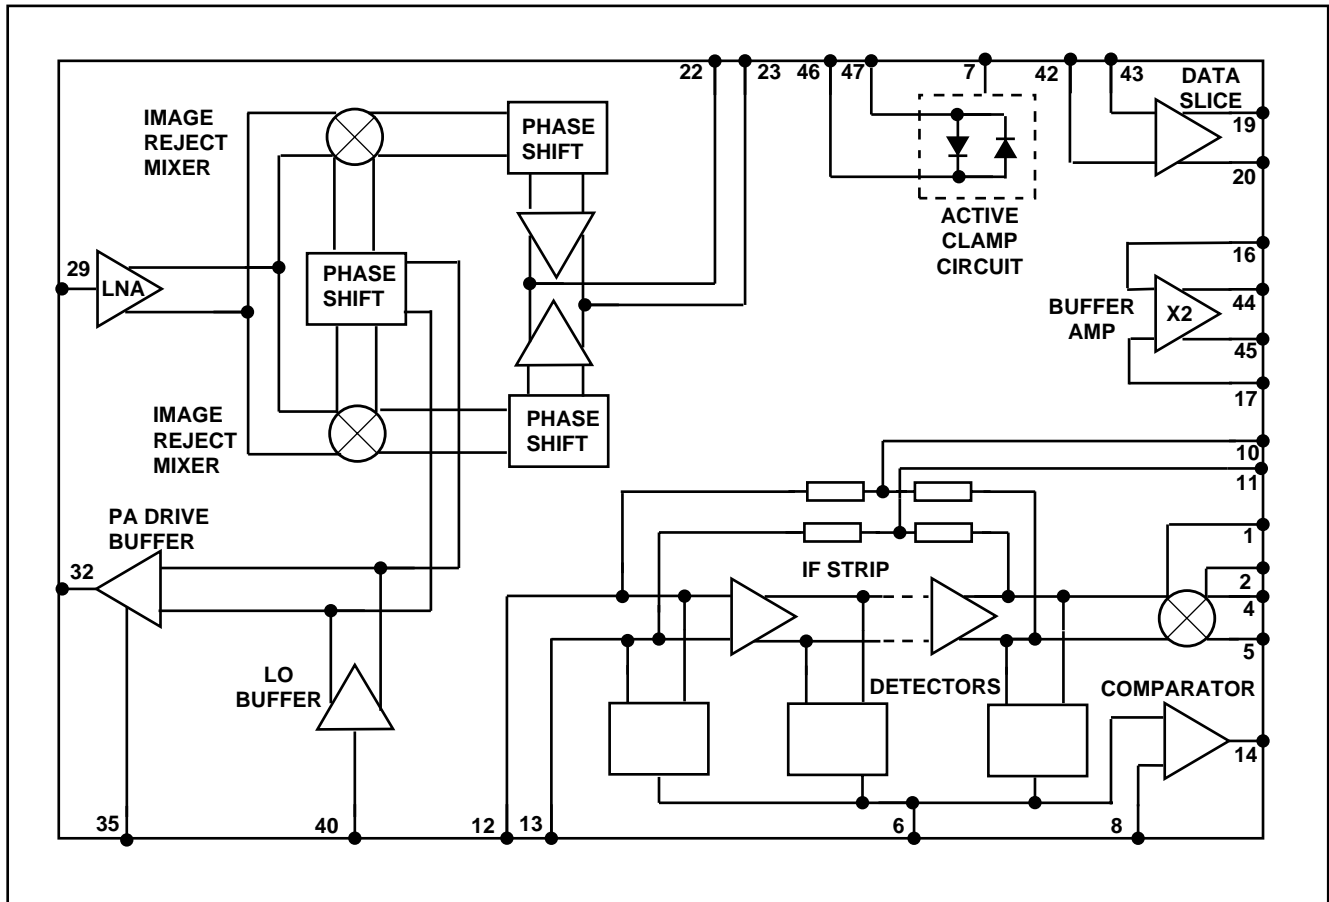 22 23 46 47 7 42 43
DATA
SLICE
19
20
IMAGE
REJECT
MIXER
PHASE
SHIFT
ACTIVE
CLAMP
CIRCUIT
29
LNA
PHASE
SHIFT
16
BUFFER
AMP
X2
44
45
17
IMAGE
REJECT
MIXER
PHASE
SHIFT
10
11
PA DRIVE
BUFFER
32
IF STRIP
1
2
4
5
LO
BUFFER
DETECTORS
COMPARATOR
14
35 40 12 13 6 8